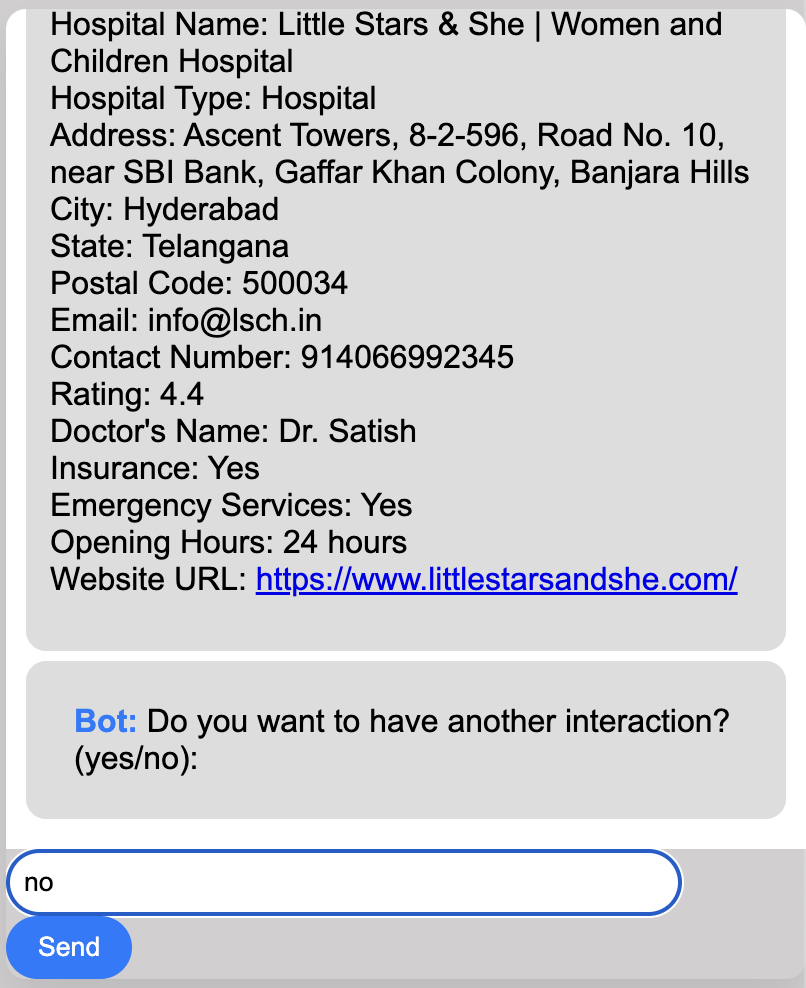 Hospital Name: Little Stars & She | Women and
Children Hospital
Hospital Type: Hospital
Address: Ascent Towers, 8-2-596, Road No. 10,
near SBI Bank, Gaffar Khan Colony, Banjara Hills
City: Hyderabad
State: Telangana
Postal Code: 500034
Email: info@lsch.in
Contact Number: 914066992345
Rating: 4.4
Doctor's Name: Dr. Satish
Insurance: Yes
Emergency Services: Yes
Opening Hours: 24 hours
Website URL: https://www.littlestarsandshe.com/
Bot: Do you want to have another interaction?
(yes/no):
no
Send